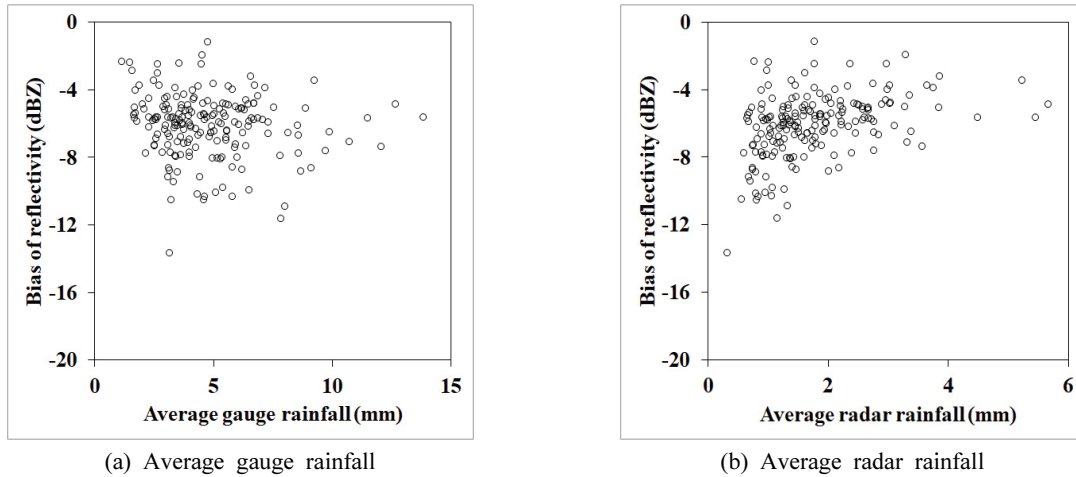 0
-4
-8
-12
-16
-20
Bias of reflectivity (dBZ)
0 5 10 15
Average gauge rainfall (mm)
(a) Average gauge rainfall
0
-4
-8
-12
-16
-20
Bias of reflectivity (dBZ)
0 2 4 6
Average radar rainfall (mm)
(b) Average radar rainfall